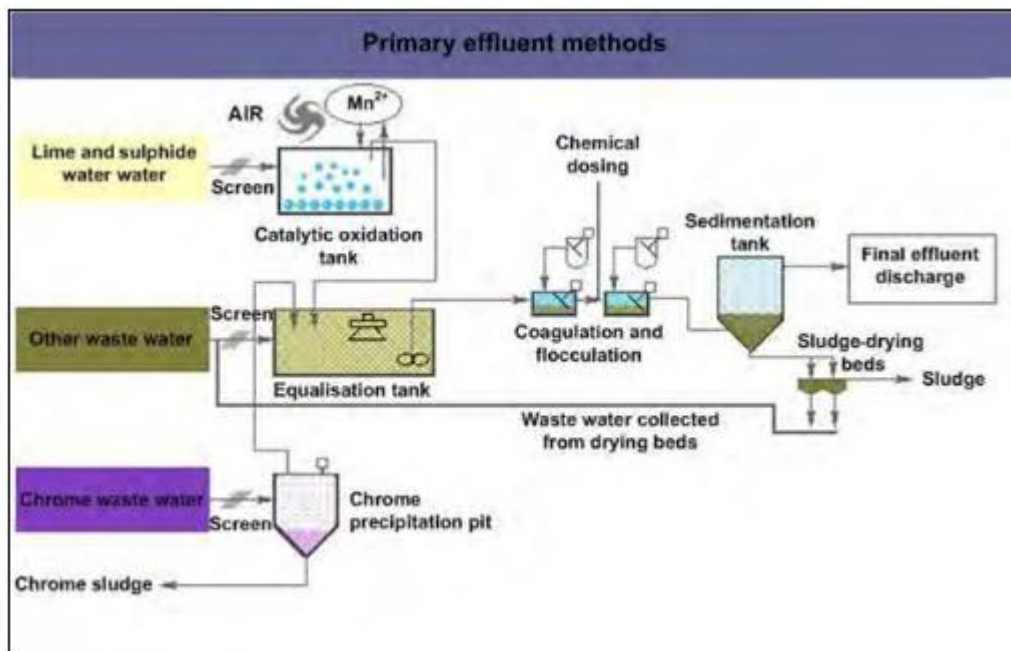 Primary effluent methods
AIR
Mn2+
Lime and sulphide
water water
Screen
Catalytic oxidation
tank
Chemical
dosing
Sedimentation
tank
Final effluent
discharge
Screen
Other waste water
Equalisation tank
Coagulation and
flocculation
Sludge-drying
beds
Sludge
Waste water collected
from drying beds
Chrome waste water
Screen
Chrome
precipitation pit
Chrome sludge